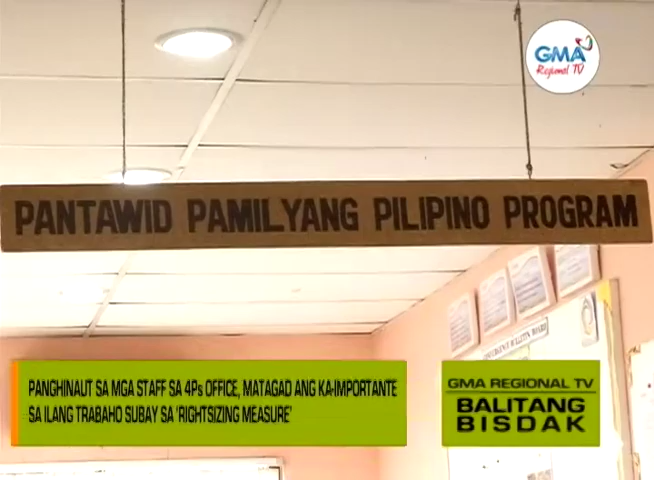 GMA
Regional TV
PANTAWID PAMILYANG PILIPINO PROGRAM
PANGHINAUT SA MGA STAFF SA 4Ps OFFICE, MATAGAD ANG KA-IMPORTANTE
SA ILANG TRABAHO SUBAY SA 'RIGHTSIZING MEASURE'
GMA REGIONAL TV
BALITANG
BISDAK